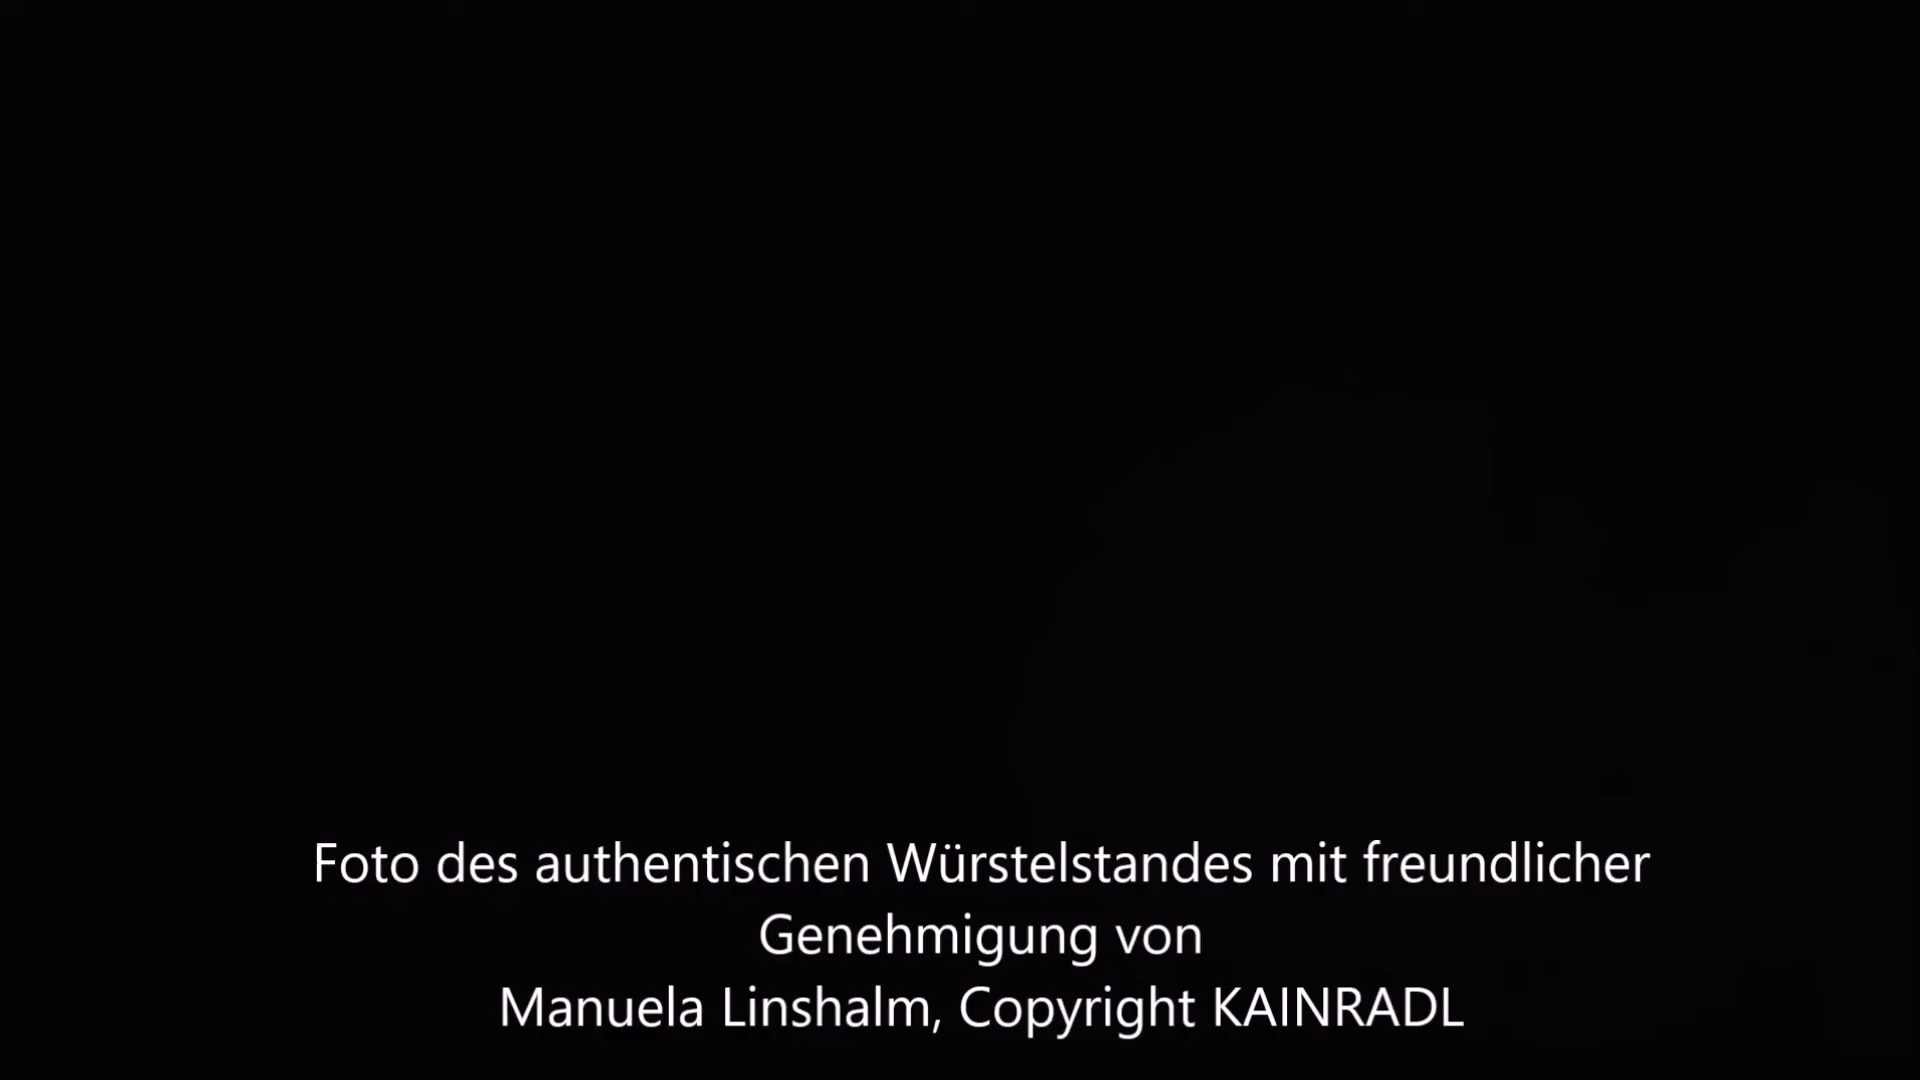 Foto des authentischen Würstelstandes mit freundlicher
Genehmigung von
Manuela Linshalm, Copyright KAINRADL